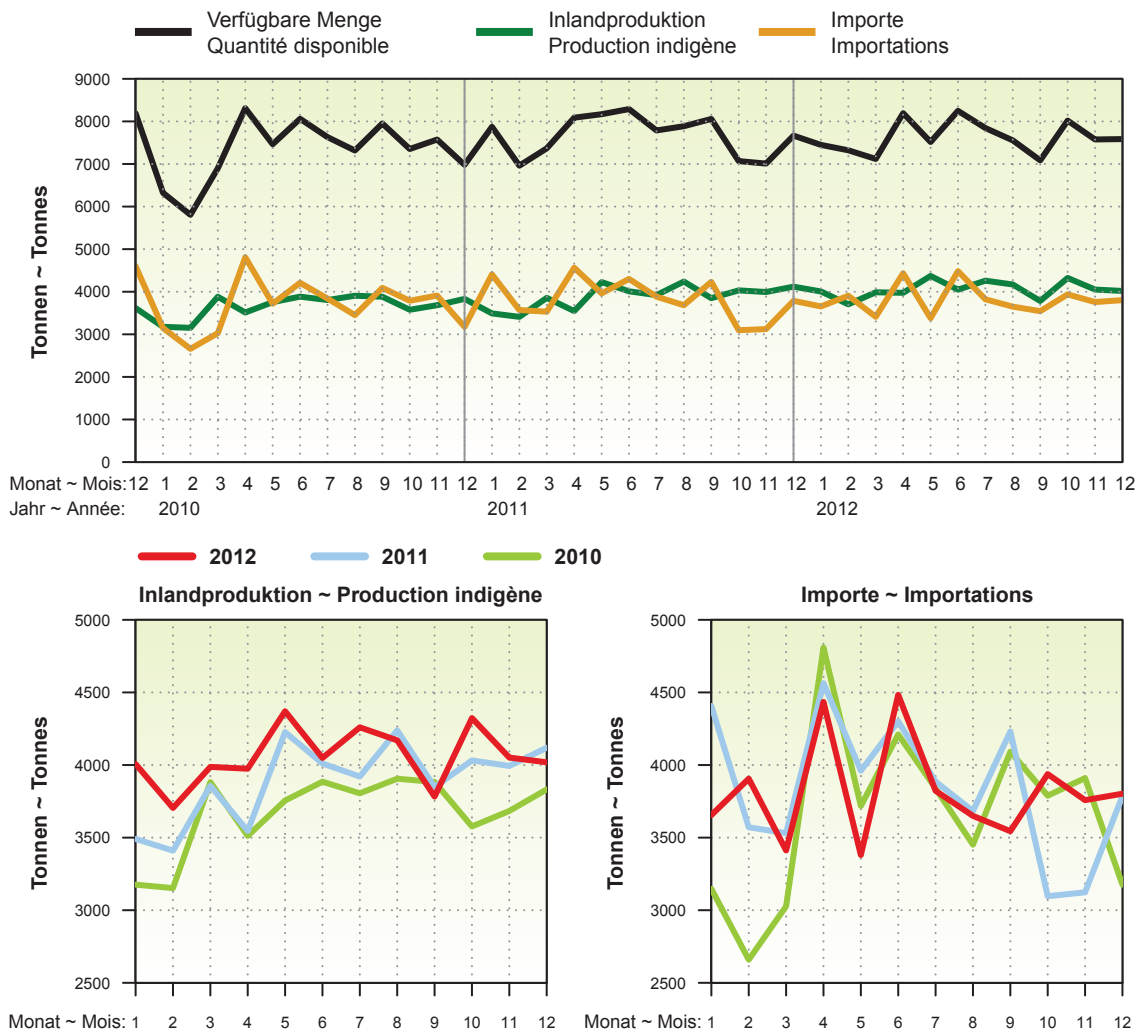 Verfügbare Menge
Quantité disponible
Inlandproduktion
Production indigène
Importe
Importations
Tonnen ~ Tonnes
9000
8000
7000
6000
5000
4000
3000
2000
1000
0
Monat ~ Mois: 12 1 2 3 4 5 6 7 8 9 10 11 12 1 2 3 4 5 6 7 8 9 10 11 12 1 2 3 4 5 6 7 8 9 10 11 12
Jahr ~ Année: 2010 2011 2012
2012 2011 2010
Inlandproduktion ~ Production indigène
Tonnen ~ Tonnes
5000
4500
4000
3500
3000
2500
Monat ~ Mois: 1 2 3 4 5 6 7 8 9 10 11 12
Importe ~ Importations
Tonnen ~ Tonnes
5000
4500
4000
3500
3000
2500
Monat ~ Mois: 1 2 3 4 5 6 7 8 9 10 11 12